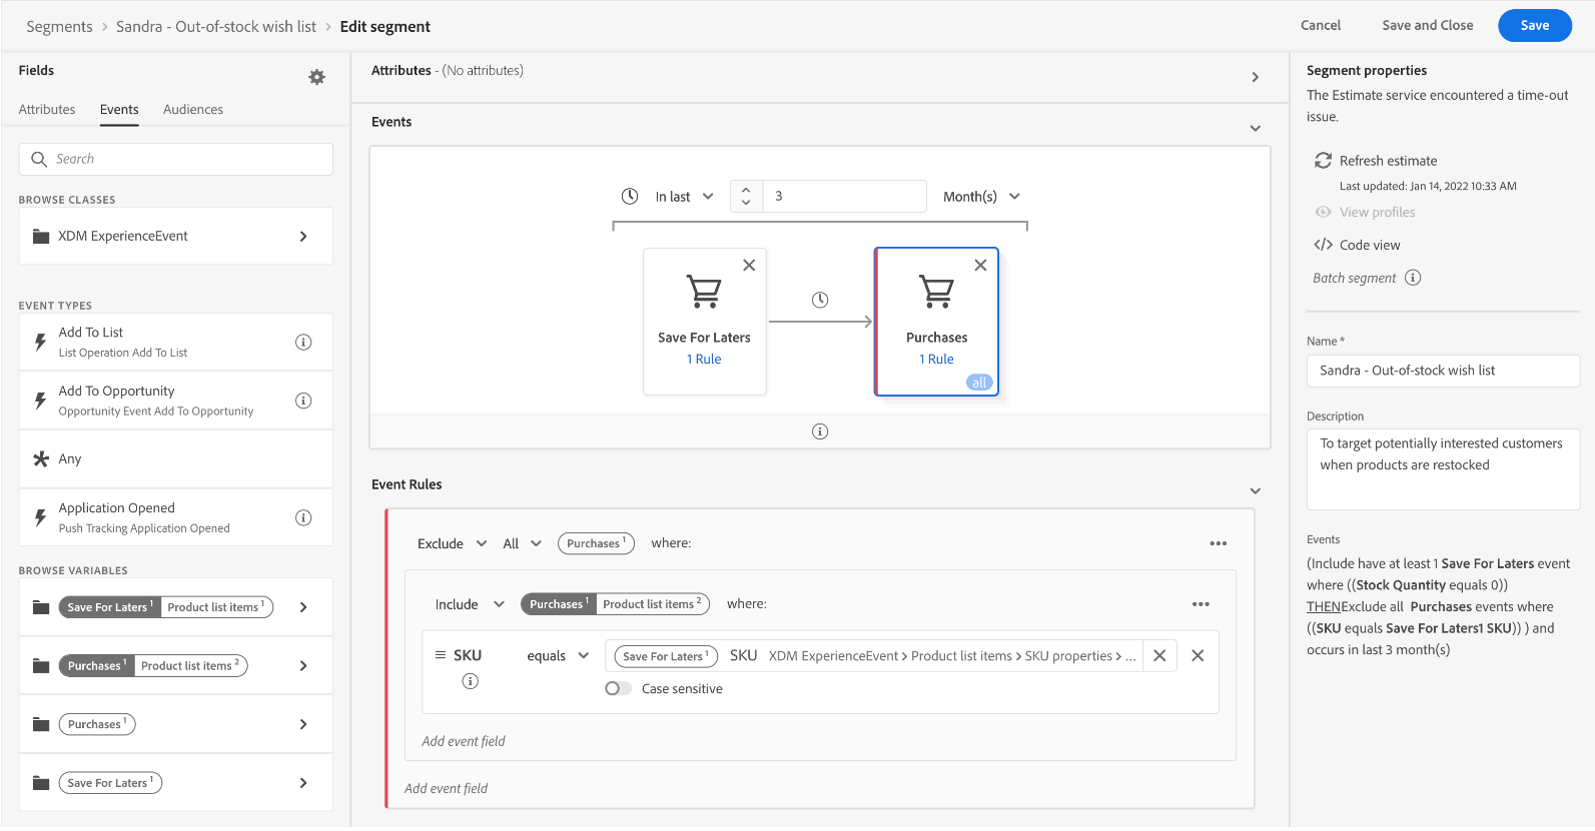 Segments > Sandra - Out-of-stock wish list > Edit segment
Cancel
Save and Close
Save
Fields
Attributes
Events
Audiences
Search
BROWSE CLASSES
XDM ExperienceEvent
EVENT TYPES
Add To List
List Operation Add To List
Add To Opportunity
Opportunity Event Add To Opportunity
Any
Application Opened
Push Tracking Application Opened
BROWSE VARIABLES
Save For Laters 1 Product list items 1
Purchases 1 Product list items 2
Purchases 1
Save For Laters 1
Attributes - (No attributes)
Events
In last 3 Month(s)
Save For Laters
1 Rule
Purchases
1 Rule
all
Event Rules
Exclude All Purchases 1 where:
Include Purchases 1 Product list items 2 where:
SKU equals Save For Laters 1 SKU XDM ExperienceEvent > Product list items > SKU properties > ...
Case sensitive
Add event field
Add event field
Segment properties
The Estimate service encountered a time-out
issue.
Refresh estimate
Last updated: Jan 14, 2022 10:33 AM
View profiles
</> Code view
Batch segment
Name *
Sandra - Out-of-stock wish list
Description
To target potentially interested customers
when products are restocked
Events
(Include have at least 1 Save For Laters event
where ((Stock Quantity equals 0))
THENExclude all Purchases events where
((SKU equals Save For Laters1 SKU)) ) and
occurs in last 3 month(s)